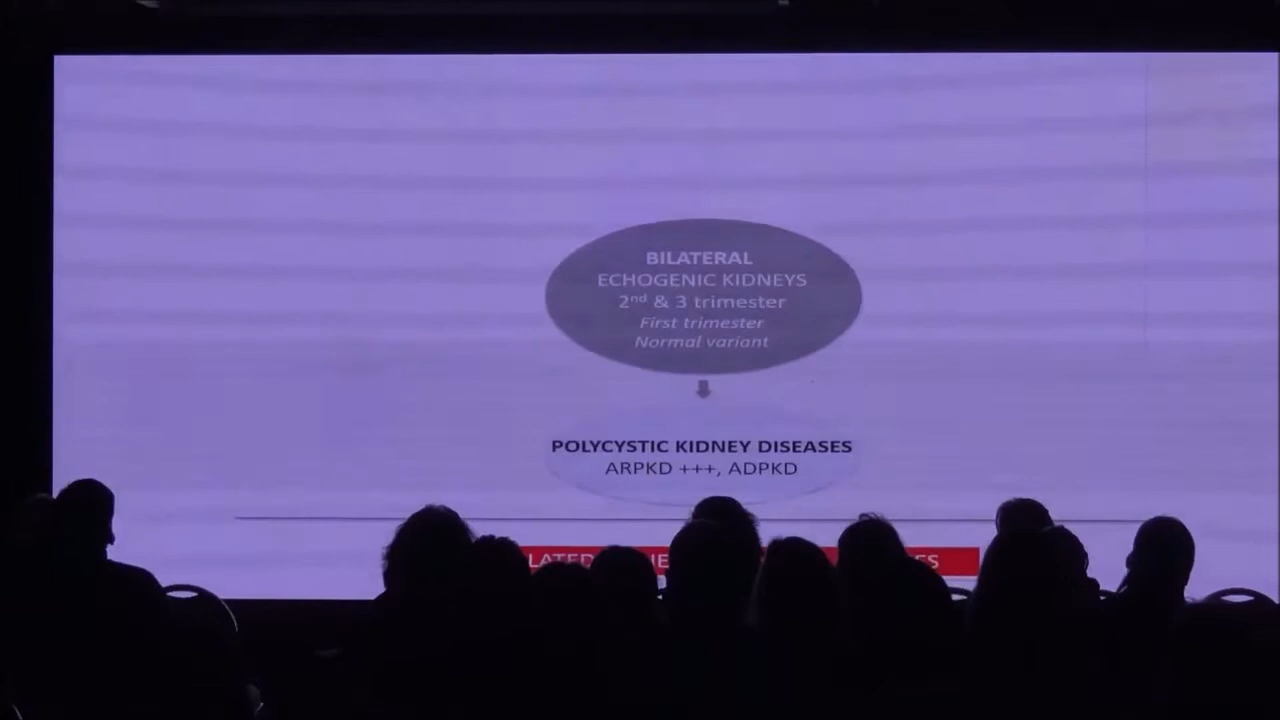 BILATERAL
ECHOGENIC KIDNEYS
2nd & 3 trimester
First trimester
Normal variant
POLYCYSTIC KIDNEY DISEASES
ARPKD +++, ADPKD